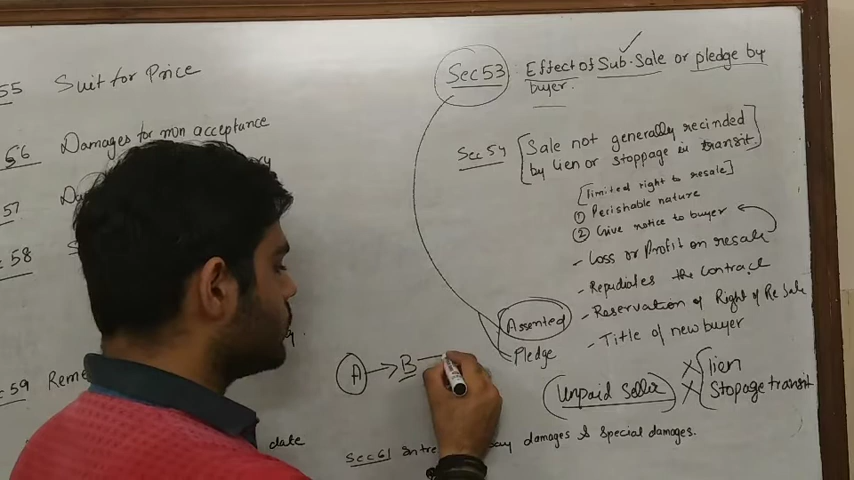 55 Suit for Price
56 Damages for non acceptance
57
58
59 Reme
date
Sec 53 Effect of Sub-Sale or pledge by
buyer.
Sec 54 [Sale not generally recinded
by lien or stoppage in transit.]
[limited right to resale]
① Perishable nature
② Give notice to buyer
- Loss or Profit on resale
- Repudiates the contract
- Reservation of Right of Re Sale
- Title of new buyer
Assented
Pledge
A → B
Unpaid Seller
X lien
X Stopage transit
Sec 61 damages & special damages.